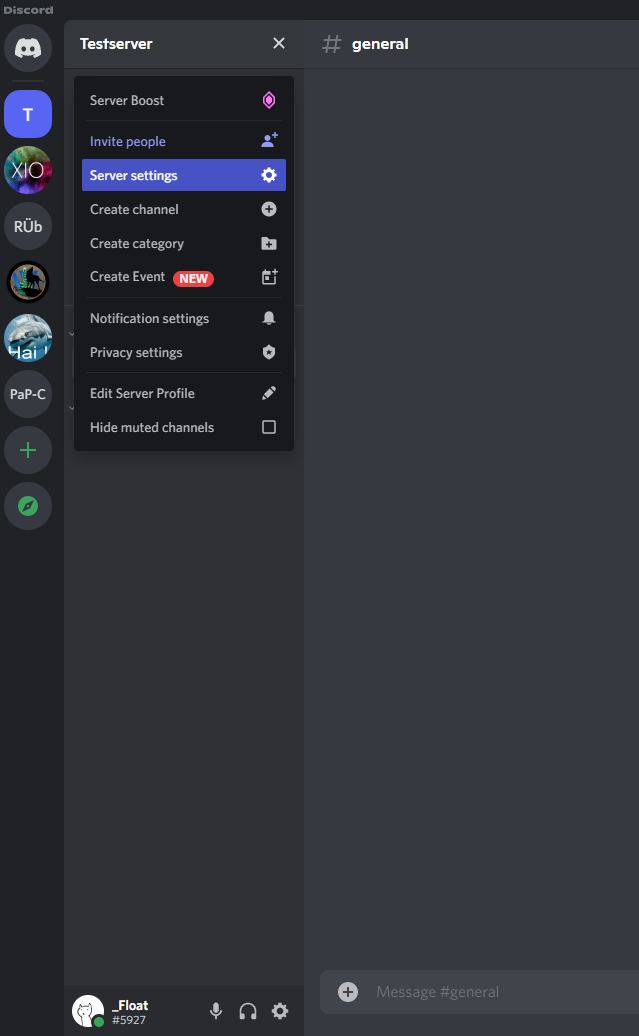 Discord
Testserver
# general
Server Boost
Invite people
Server settings
Create channel
Create category
Create Event NEW
Notification settings
Privacy settings
Edit Server Profile
Hide muted channels
T
XIO
RÜb
Hai !
PaP-C
_Float
#5927
Message #general